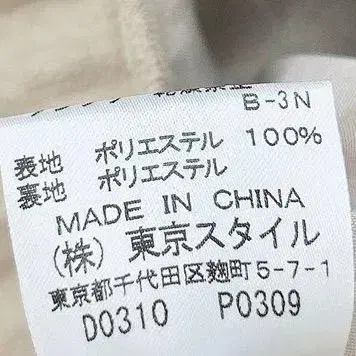 B-3N
表地 ポリエステル 100%
裏地 ポリエステル
MADE IN CHINA
(株) 東京スタイル
東京都千代田区麹町5-7-1
D0310 P0309